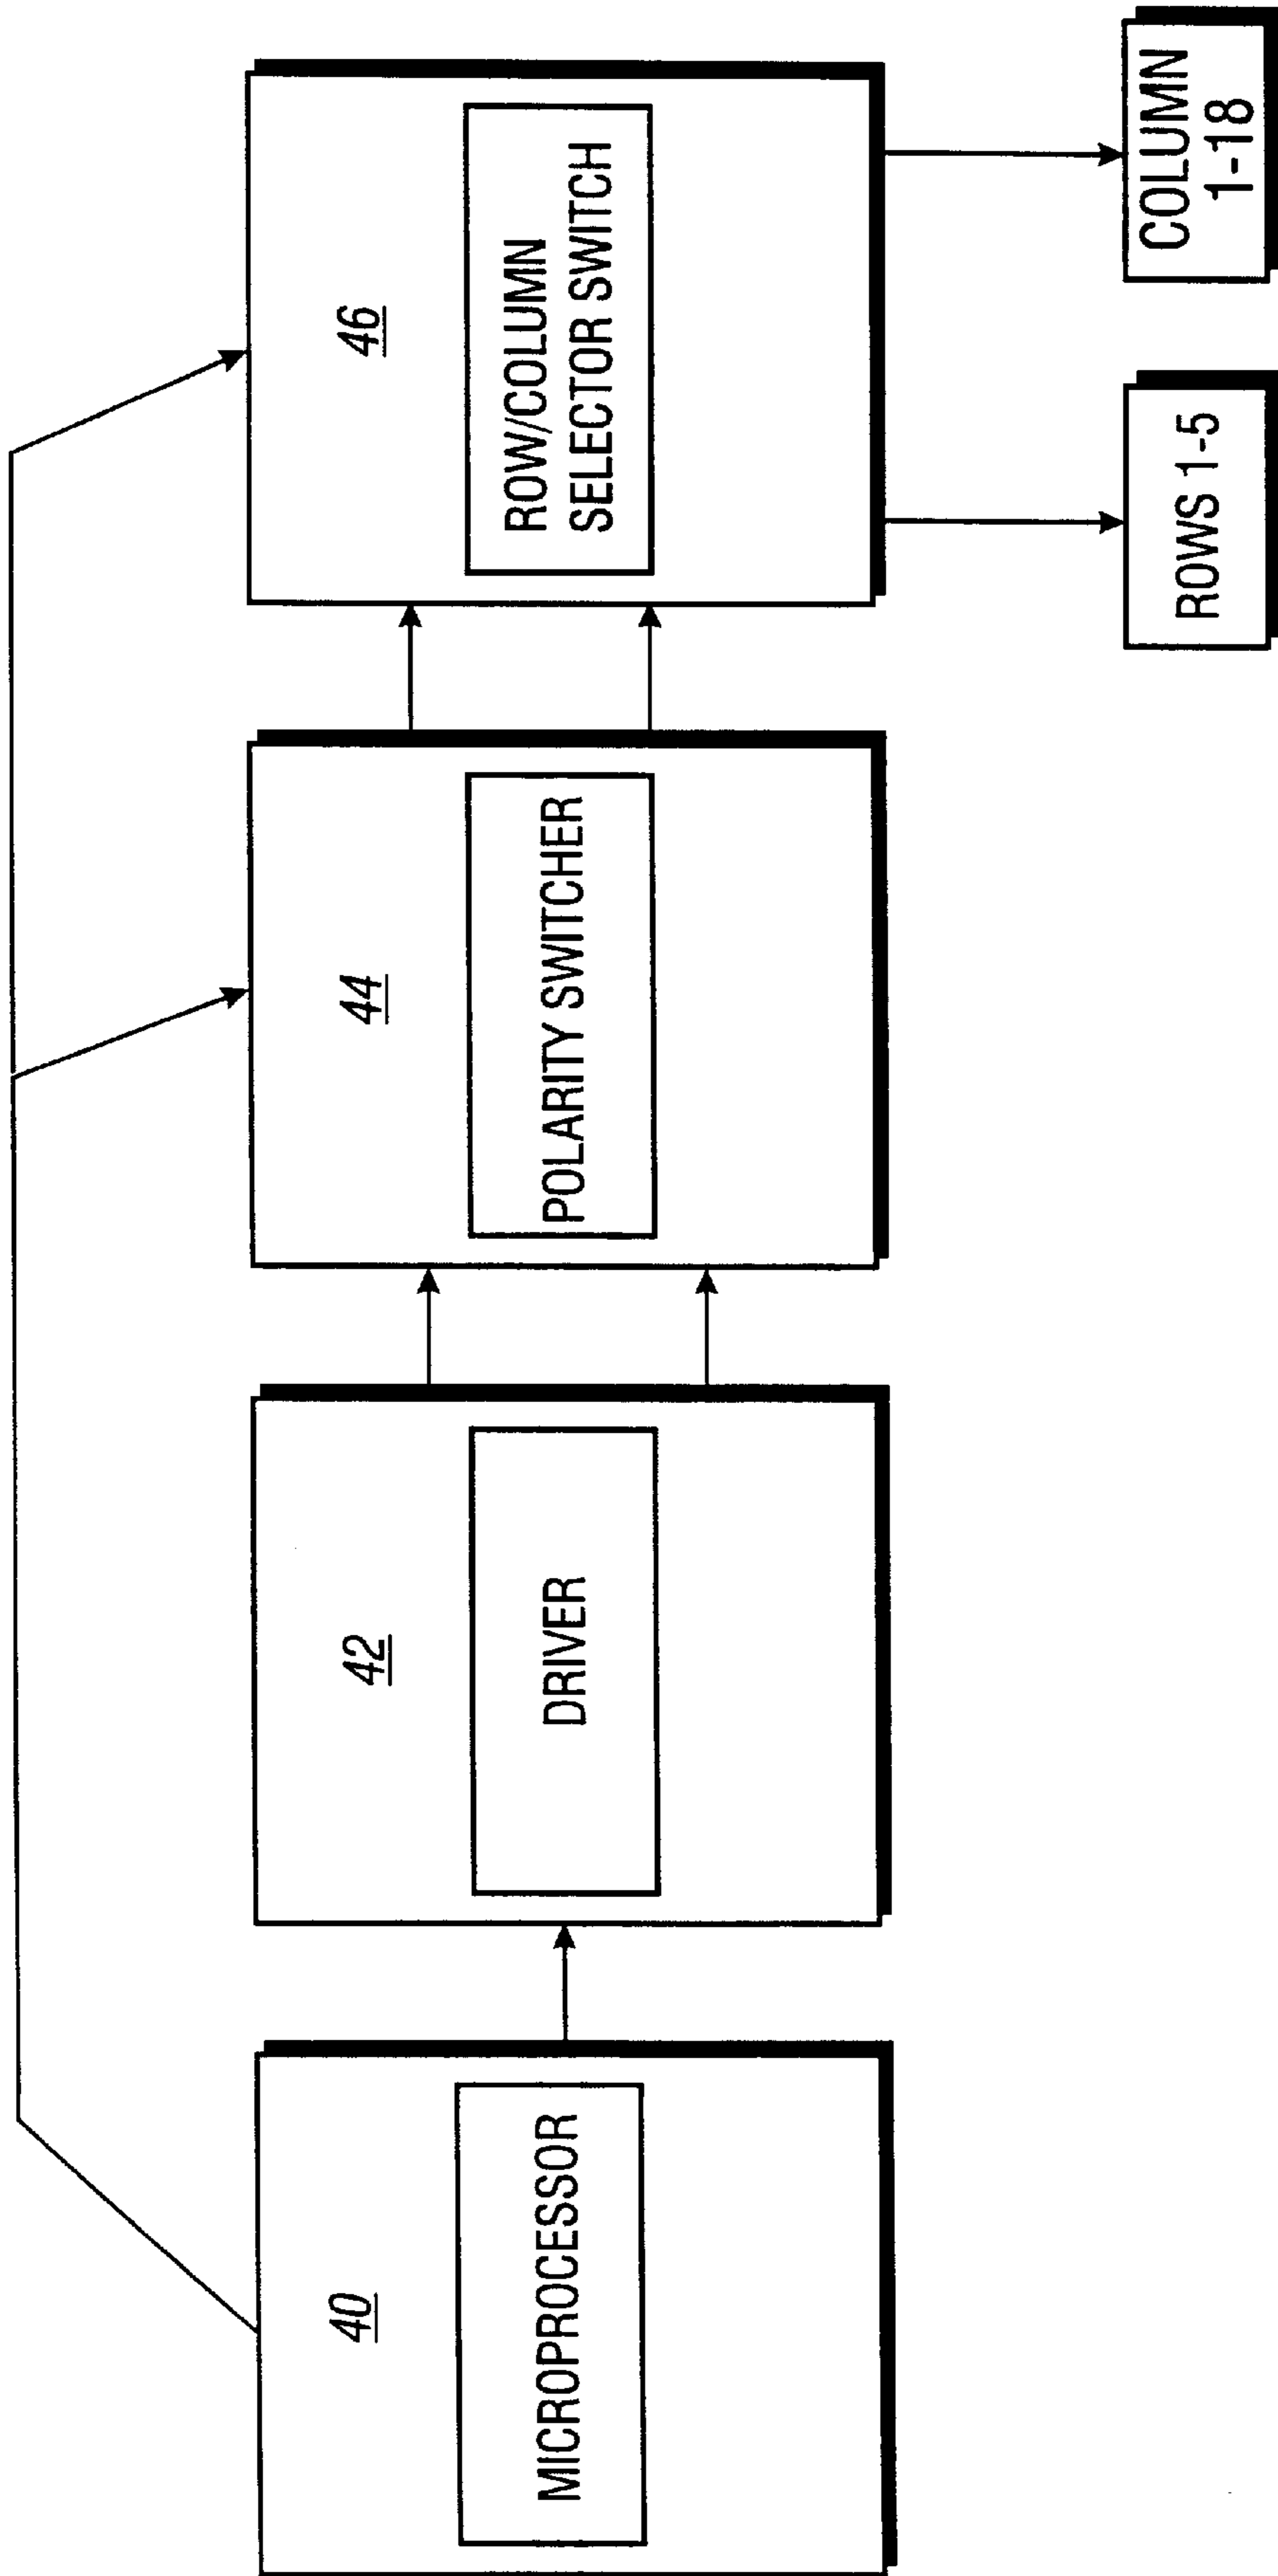 40
MICROPROCESSOR
42
DRIVER
44
POLARITY SWITCHER
46
ROW/COLUMN
SELECTOR SWITCH
ROWS 1-5
COLUMN
1-18